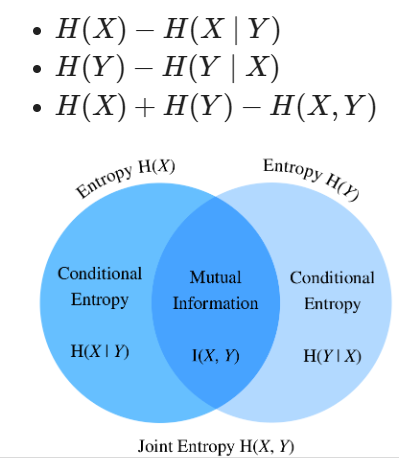 • H(X) − H(X | Y)
• H(Y) − H(Y | X)
• H(X) + H(Y) − H(X, Y)
Entropy H(X)
Entropy H(Y)
Conditional
Entropy
H(X | Y)
Mutual
Information
I(X, Y)
Conditional
Entropy
H(Y | X)
Joint Entropy H(X, Y)